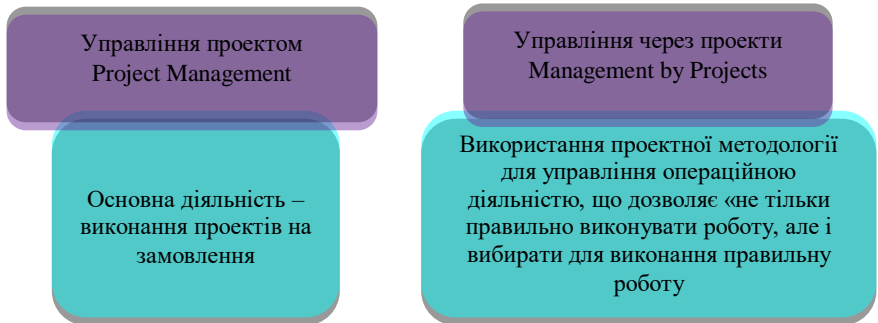 Управління проектом
Project Management
Основна діяльність –
виконання проектів на
замовлення
Управління через проекти
Management by Projects
Використання проектної методології
для управління операційною
діяльністю, що дозволяє «не тільки
правильно виконувати роботу, але і
вибирати для виконання правильну
роботу